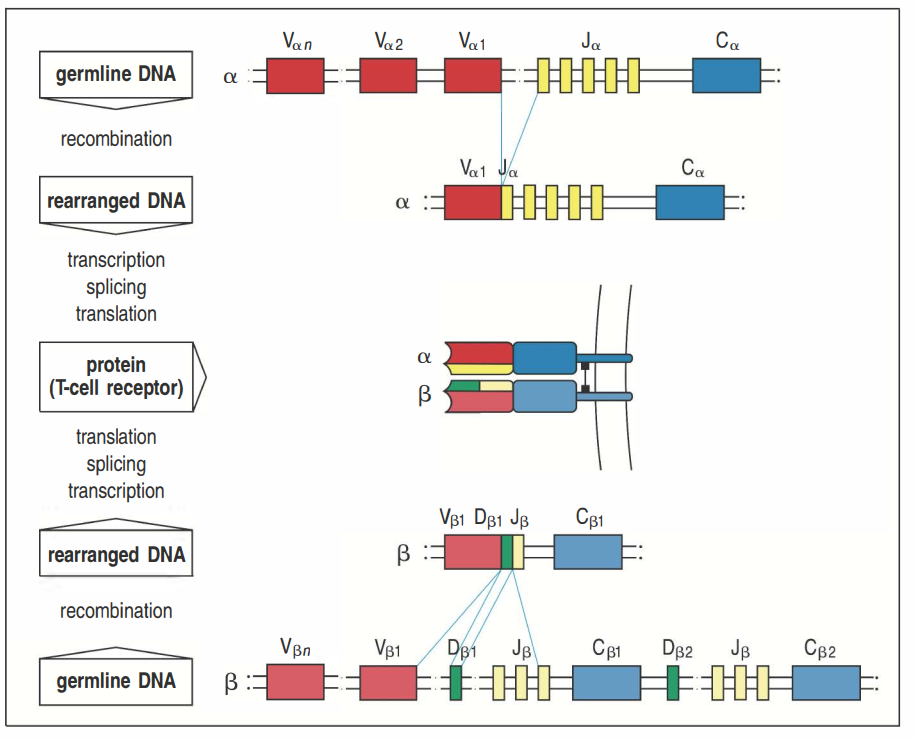 Vαn Vα2 Vα1 Jα Cα
germline DNA α
recombination
Vα1 Jα Cα
rearranged DNA α
transcription
splicing
translation
protein
(T-cell receptor)
α
β
translation
splicing
transcription
Vβ1 Dβ1 Jβ Cβ1
rearranged DNA β
recombination
Vβn Vβ1 Dβ1 Jβ Cβ1 Dβ2 Jβ Cβ2
germline DNA β